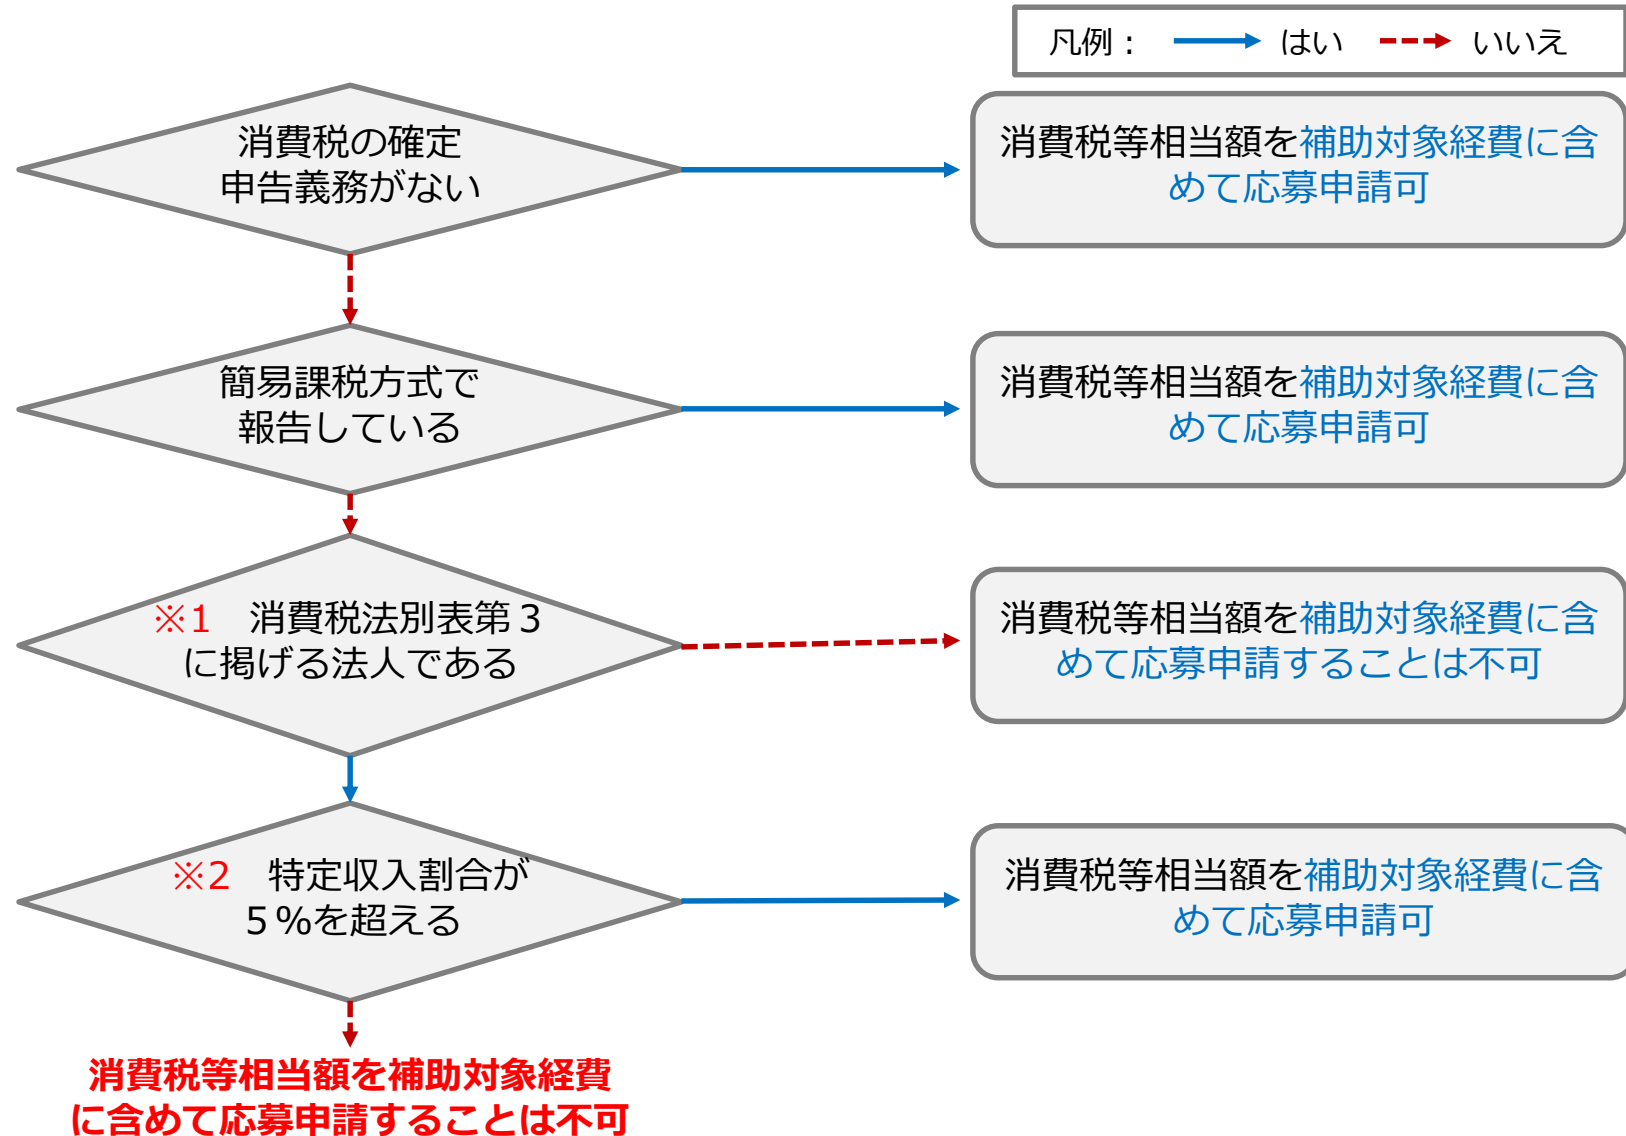 凡例： はい いいえ
消費税の確定
申告義務がない
消費税等相当額を補助対象経費に含
めて応募申請可
簡易課税方式で
報告している
消費税等相当額を補助対象経費に含
めて応募申請可
※1　消費税法別表第３
に掲げる法人である
消費税等相当額を補助対象経費に含
めて応募申請することは不可
※2　特定収入割合が
５％を超える
消費税等相当額を補助対象経費に含
めて応募申請可
消費税等相当額を補助対象経費
に含めて応募申請することは不可